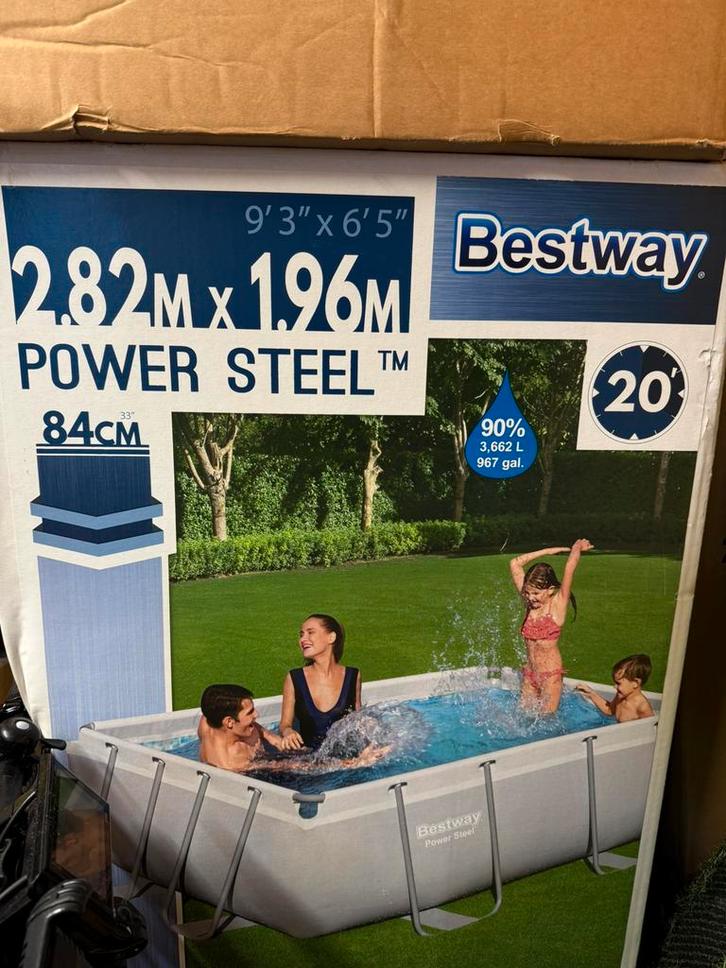 9'3" x 6'5"
2.82M x 1.96M
Bestway®
POWER STEEL™
84CM 33"
20'
90%
3,662 L
967 gal.
Bestway
Power Steel